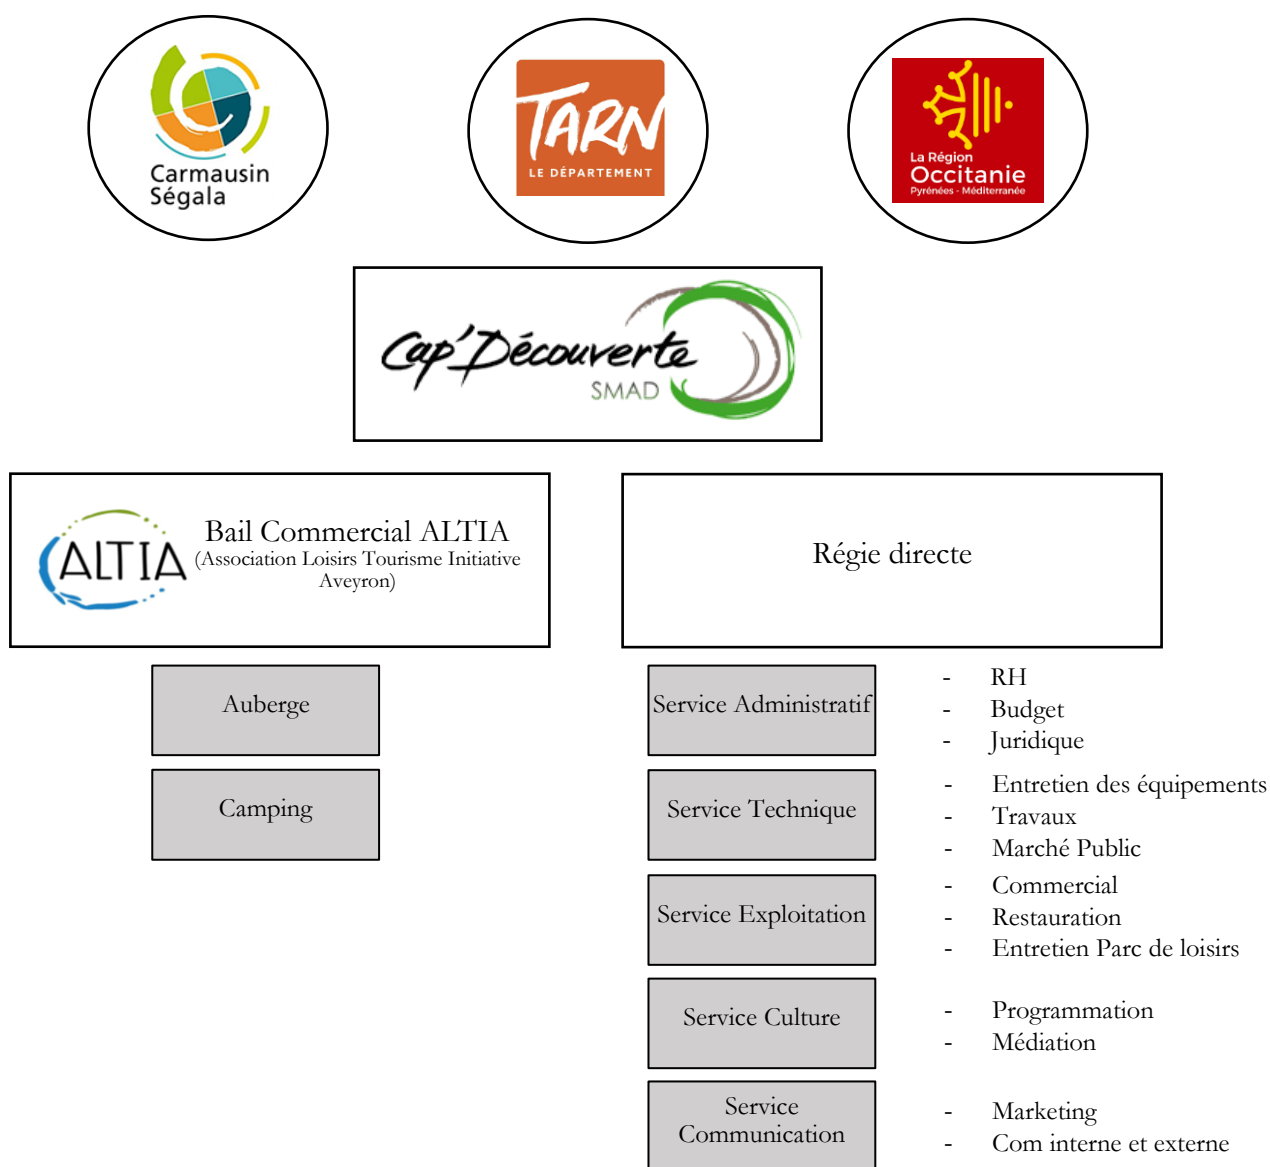 Carmausin
Ségala
TARN
LE DÉPARTEMENT
La Région
Occitanie
Pyrénées - Méditerranée
Cap'Découverte
SMAD
ALTIA
Bail Commercial ALTIA
(Association Loisirs Tourisme Initiative
Aveyron)
Régie directe
Auberge
Camping
Service Administratif
- RH
- Budget
- Juridique
Service Technique
- Entretien des équipements
- Travaux
- Marché Public
Service Exploitation
- Commercial
- Restauration
- Entretien Parc de loisirs
Service Culture
- Programmation
- Médiation
Service
Communication
- Marketing
- Com interne et externe